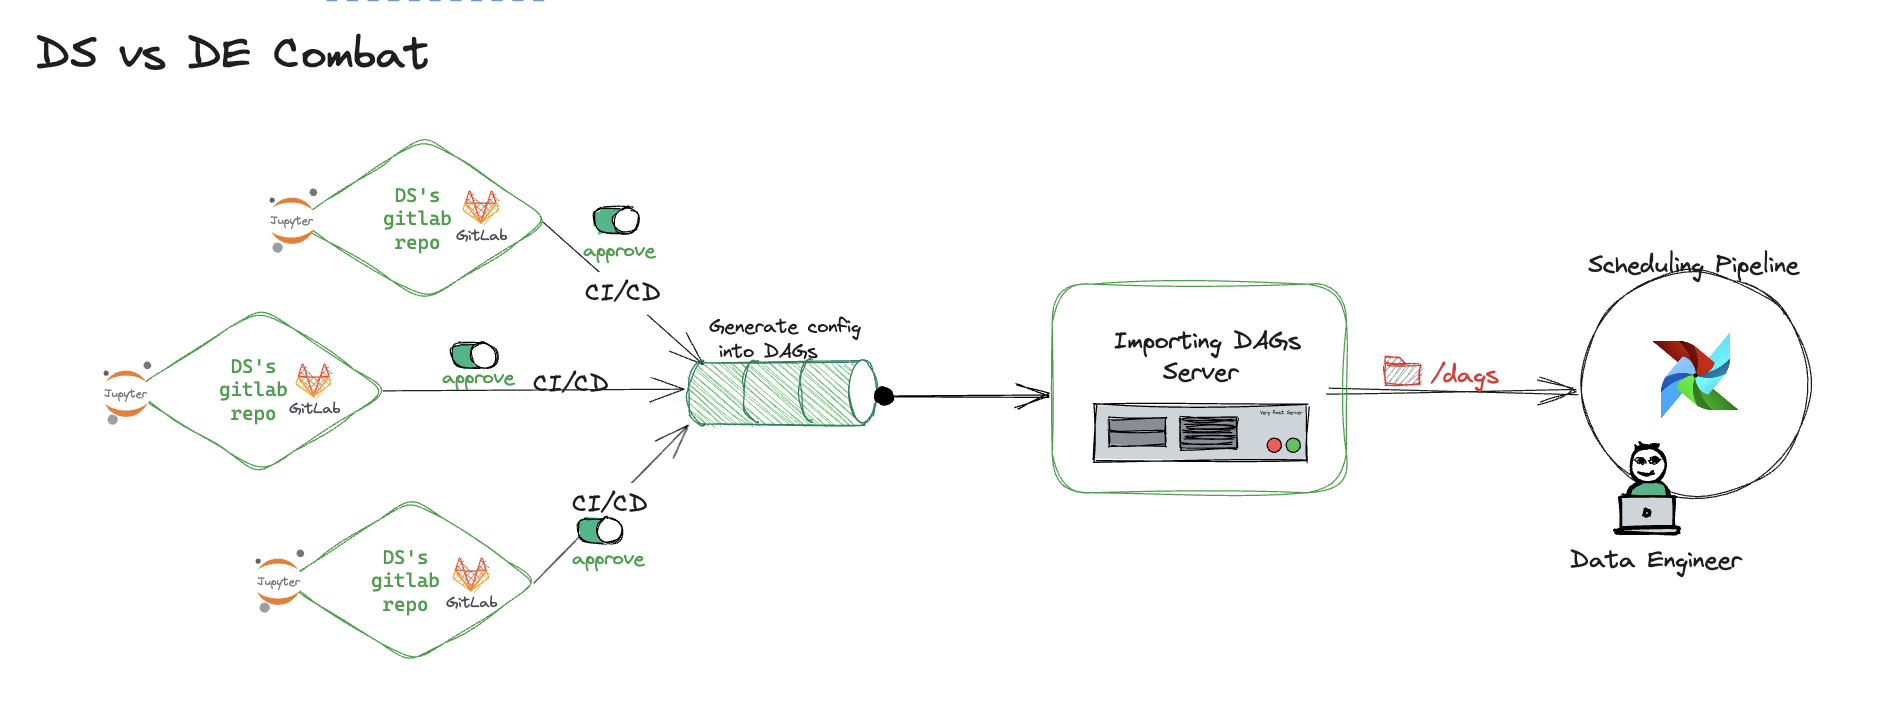 DS vs DE Combat
Jupyter
DS's
gitlab
repo
GitLab
approve
CI/CD
Jupyter
DS's
gitlab
repo
GitLab
approve
CI/CD
Jupyter
DS's
gitlab
repo
GitLab
CI/CD
approve
Generate config
into DAGs
Importing DAGs
Server
Very Fast Server
/dags
Scheduling Pipeline
Data Engineer